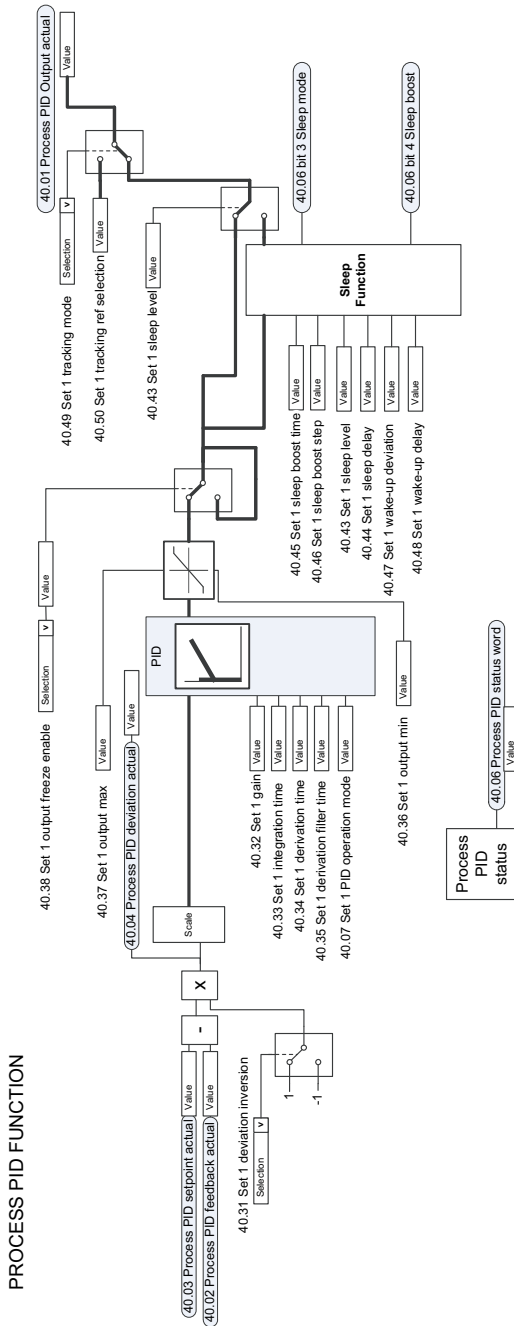 PROCESS PID FUNCTION
40.03 Process PID setpoint actual
Value
40.02 Process PID feedback actual
Value
-
X
40.31 Set 1 deviation inversion
Selection
v
1
-1
Scale
40.04 Process PID deviation actual
Value
40.37 Set 1 output max
Value
40.38 Set 1 output freeze enable
Selection
v
Value
PID
40.32 Set 1 gain
Value
40.33 Set 1 integration time
Value
40.34 Set 1 derivation time
Value
40.35 Set 1 derivation filter time
Value
40.07 Set 1 PID operation mode
Value
40.36 Set 1 output min
Value
40.49 Set 1 tracking mode
Selection
v
40.50 Set 1 tracking ref selection
Value
40.43 Set 1 sleep level
Value
40.01 Process PID Output actual
Value
40.45 Set 1 sleep boost time
Value
40.46 Set 1 sleep boost step
Value
40.43 Set 1 sleep level
Value
40.44 Set 1 sleep delay
Value
40.47 Set 1 wake-up deviation
Value
40.48 Set 1 wake-up delay
Value
Sleep
Function
40.06 bit 3 Sleep mode
40.06 bit 4 Sleep boost
Process
PID
status
40.06 Process PID status word
Value